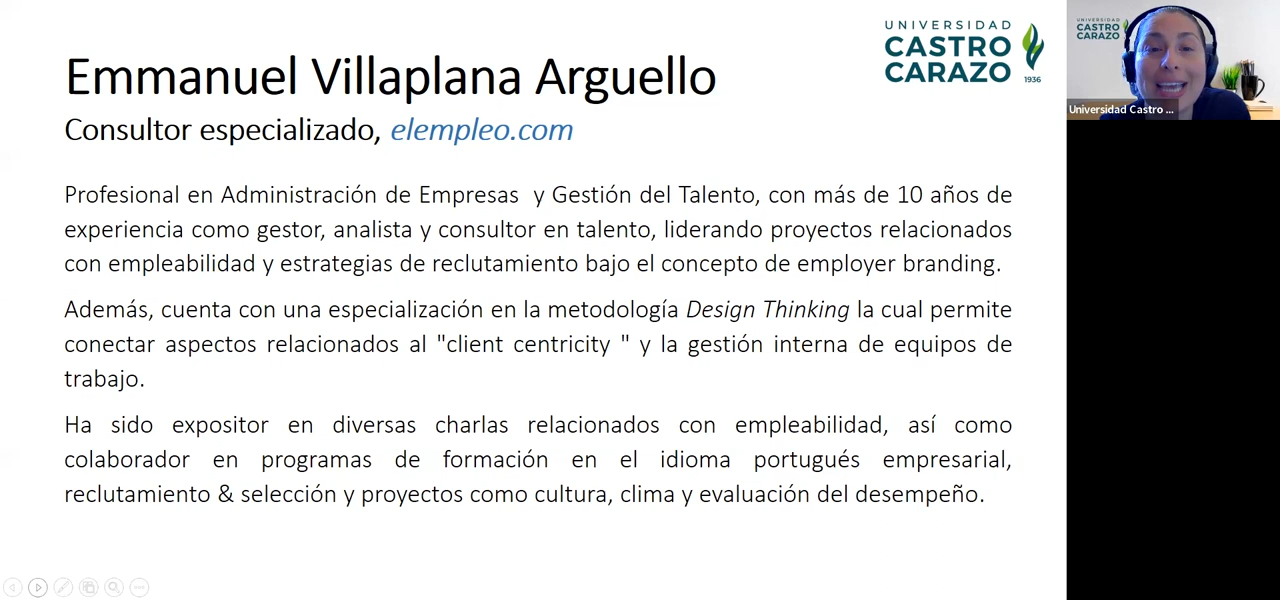 Emmanuel Villaplana Arguello
Consultor especializado, elempleo.com
UNIVERSIDAD
CASTRO
CARAZO
1936
Profesional en Administración de Empresas y Gestión del Talento, con más de 10 años de
experiencia como gestor, analista y consultor en talento, liderando proyectos relacionados
con empleabilidad y estrategias de reclutamiento bajo el concepto de employer branding.
Además, cuenta con una especialización en la metodología Design Thinking la cual permite
conectar aspectos relacionados al "client centricity " y la gestión interna de equipos de
trabajo.
Ha sido expositor en diversas charlas relacionados con empleabilidad, así como
colaborador en programas de formación en el idioma portugués empresarial,
reclutamiento & selección y proyectos como cultura, clima y evaluación del desempeño.
UNIVERSIDAD
CASTRO
CARAZO
Universidad Castro ...